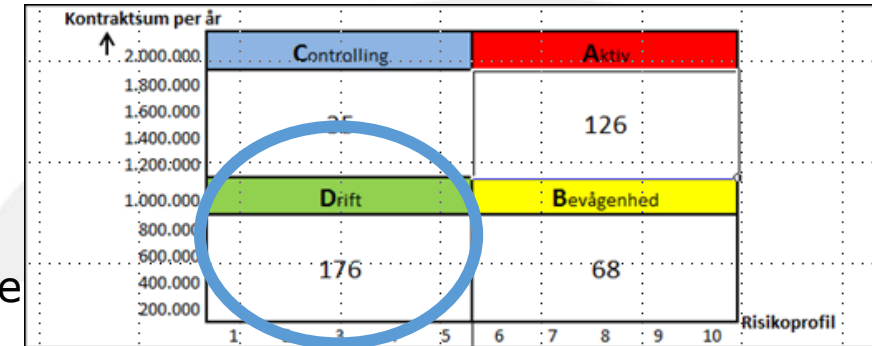 Kontraktsum per år
2.000.000 Controlling Aktiv
1.800.000
1.600.000
35 126
1.400.000
1.200.000
1.000.000 Drift Bevågenhed
800.000
600.000
176 68
400.000
e
200.000
Risikoprofil
1 3 5 6 7 8 9 10